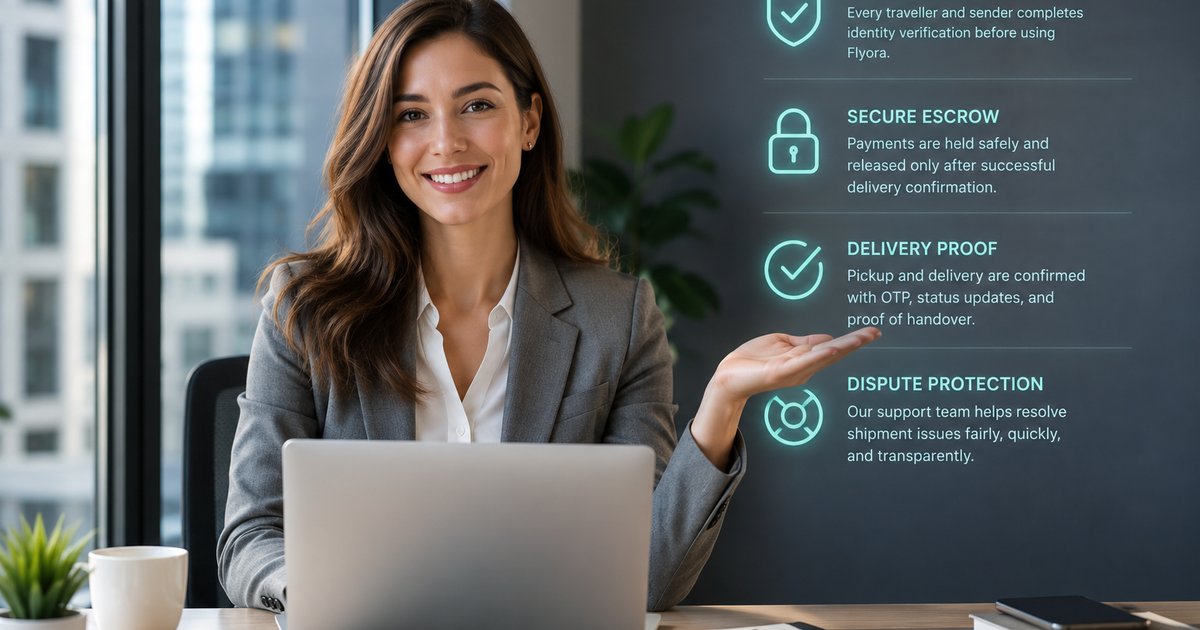 Every traveller and sender completes
identity verification before using
Flyora.
SECURE ESCROW
Payments are held safely and
released only after successful
delivery confirmation.
DELIVERY PROOF
Pickup and delivery are confirmed
with OTP, status updates, and
proof of handover.
DISPUTE PROTECTION
Our support team helps resolve
shipment issues fairly, quickly,
and transparently.